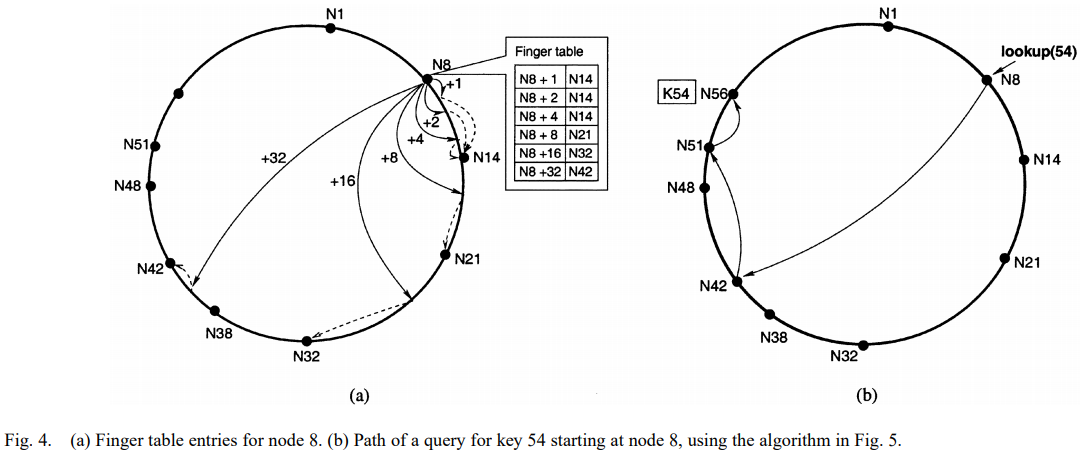 N1
N8
Finger table
N8 + 1 N14
N8 + 2 N14
N8 + 4 N14
N8 + 8 N21
N8 +16 N32
N8 +32 N42
+1
+2
+4
+8
+16
+32
N14
N21
N32
N38
N42
N48
N51
(a)
N1
lookup(54)
N8
K54 N56
N51
N48
N14
N21
N42
N38
N32
(b)
Fig. 4. (a) Finger table entries for node 8. (b) Path of a query for key 54 starting at node 8, using the algorithm in Fig. 5.